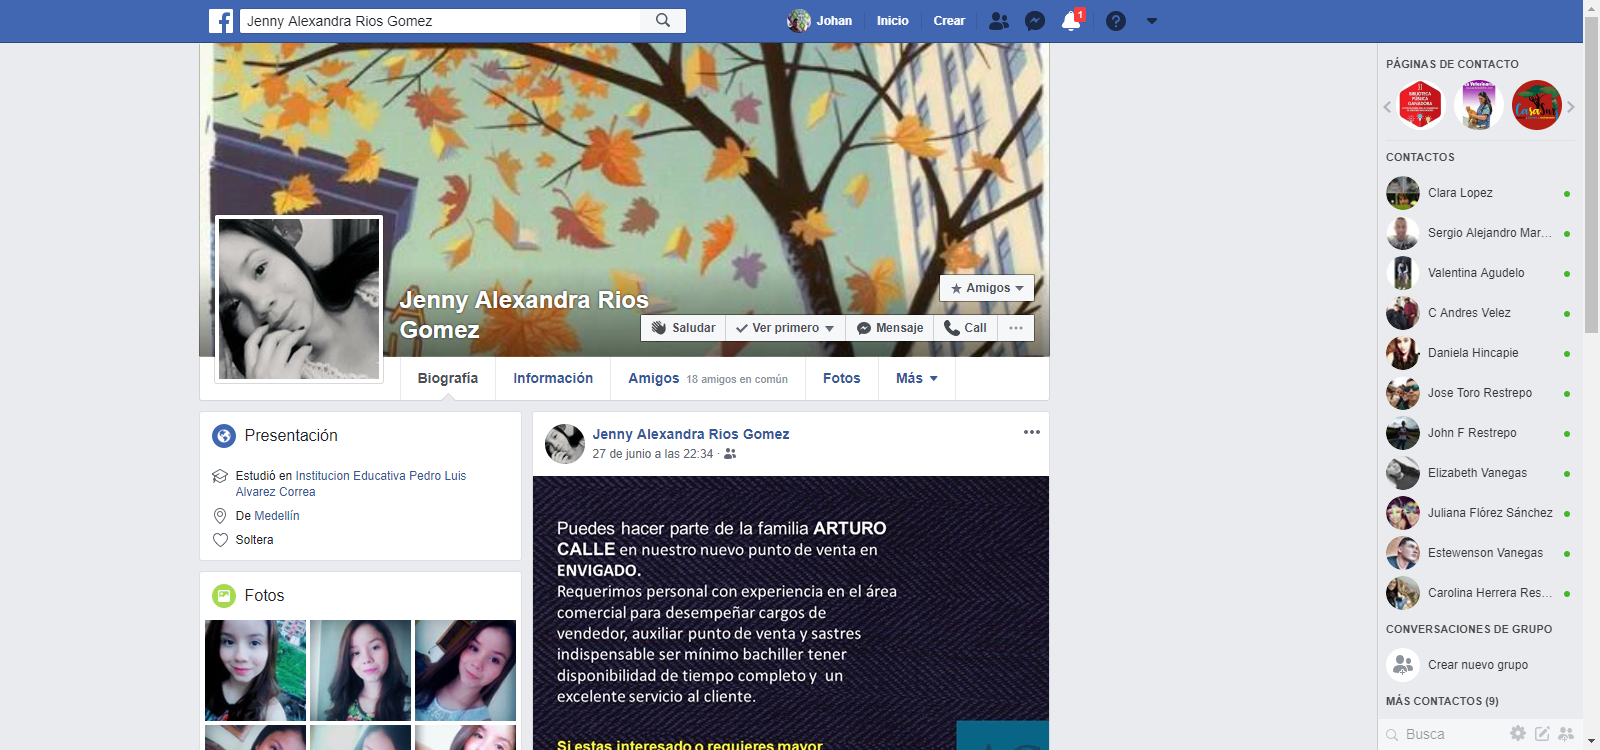 Jenny Alexandra Rios Gomez
Johan
Inicio
Crear
1
Jenny Alexandra Rios
Gomez
Amigos
Saludar
Ver primero
Mensaje
Call
Biografía
Información
Amigos 18 amigos en común
Fotos
Más
Presentación
Estudió en Institucion Educativa Pedro Luis
Alvarez Correa
De Medellín
Soltera
Fotos
Jenny Alexandra Rios Gomez
27 de junio a las 22:34 ·
Puedes hacer parte de la familia ARTURO
CALLE en nuestro nuevo punto de venta en
ENVIGADO.
Requerimos personal con experiencia en el área
comercial para desempeñar cargos de
vendedor, auxiliar punto de venta y sastres
indispensable ser mínimo bachiller tener
disponibilidad de tiempo completo y un
excelente servicio al cliente.
Si estas interesado o requieres mayor
PÁGINAS DE CONTACTO
BIBLIOTECA
PÚBLICA
GANADORA
CasaSur
CONTACTOS
Clara Lopez
Sergio Alejandro Mar...
Valentina Agudelo
C Andres Velez
Daniela Hincapie
Jose Toro Restrepo
John F Restrepo
Elizabeth Vanegas
Juliana Flórez Sánchez
Estewenson Vanegas
Carolina Herrera Res...
CONVERSACIONES DE GRUPO
Crear nuevo grupo
MÁS CONTACTOS (9)
Busca